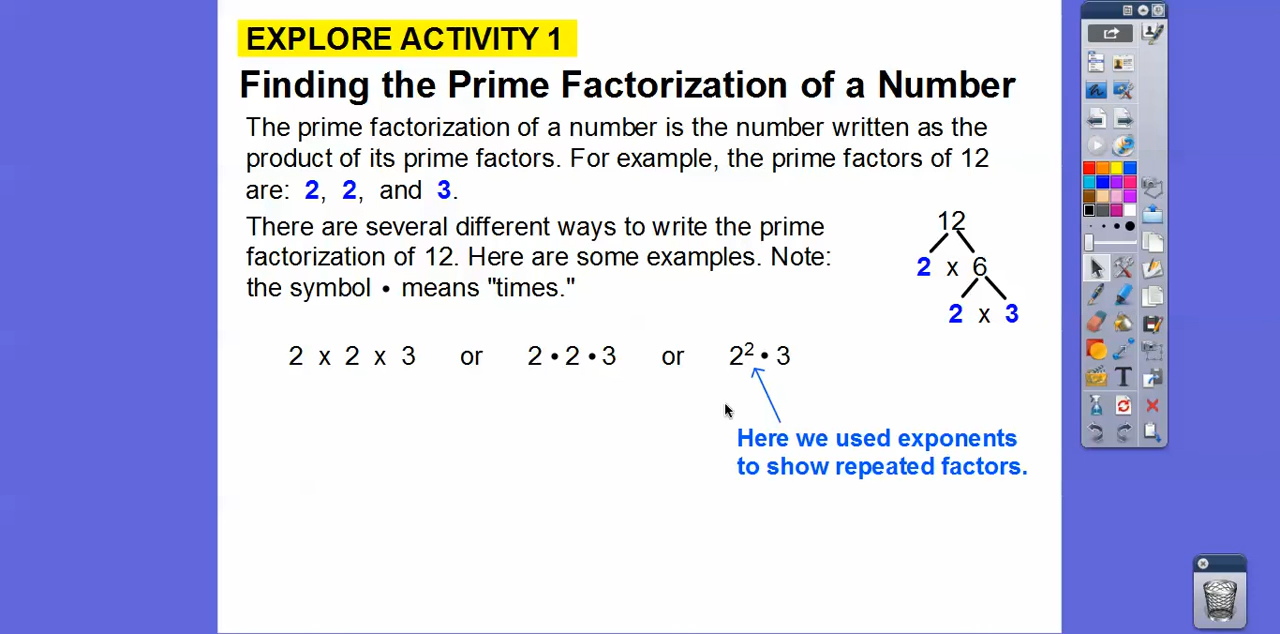 EXPLORE ACTIVITY 1
Finding the Prime Factorization of a Number
The prime factorization of a number is the number written as the
product of its prime factors. For example, the prime factors of 12
are: 2, 2, and 3.
There are several different ways to write the prime
factorization of 12. Here are some examples. Note:
the symbol • means "times."
12
2 x 6
2 x 3
2 x 2 x 3 or 2 • 2 • 3 or 2² • 3
Here we used exponents
to show repeated factors.